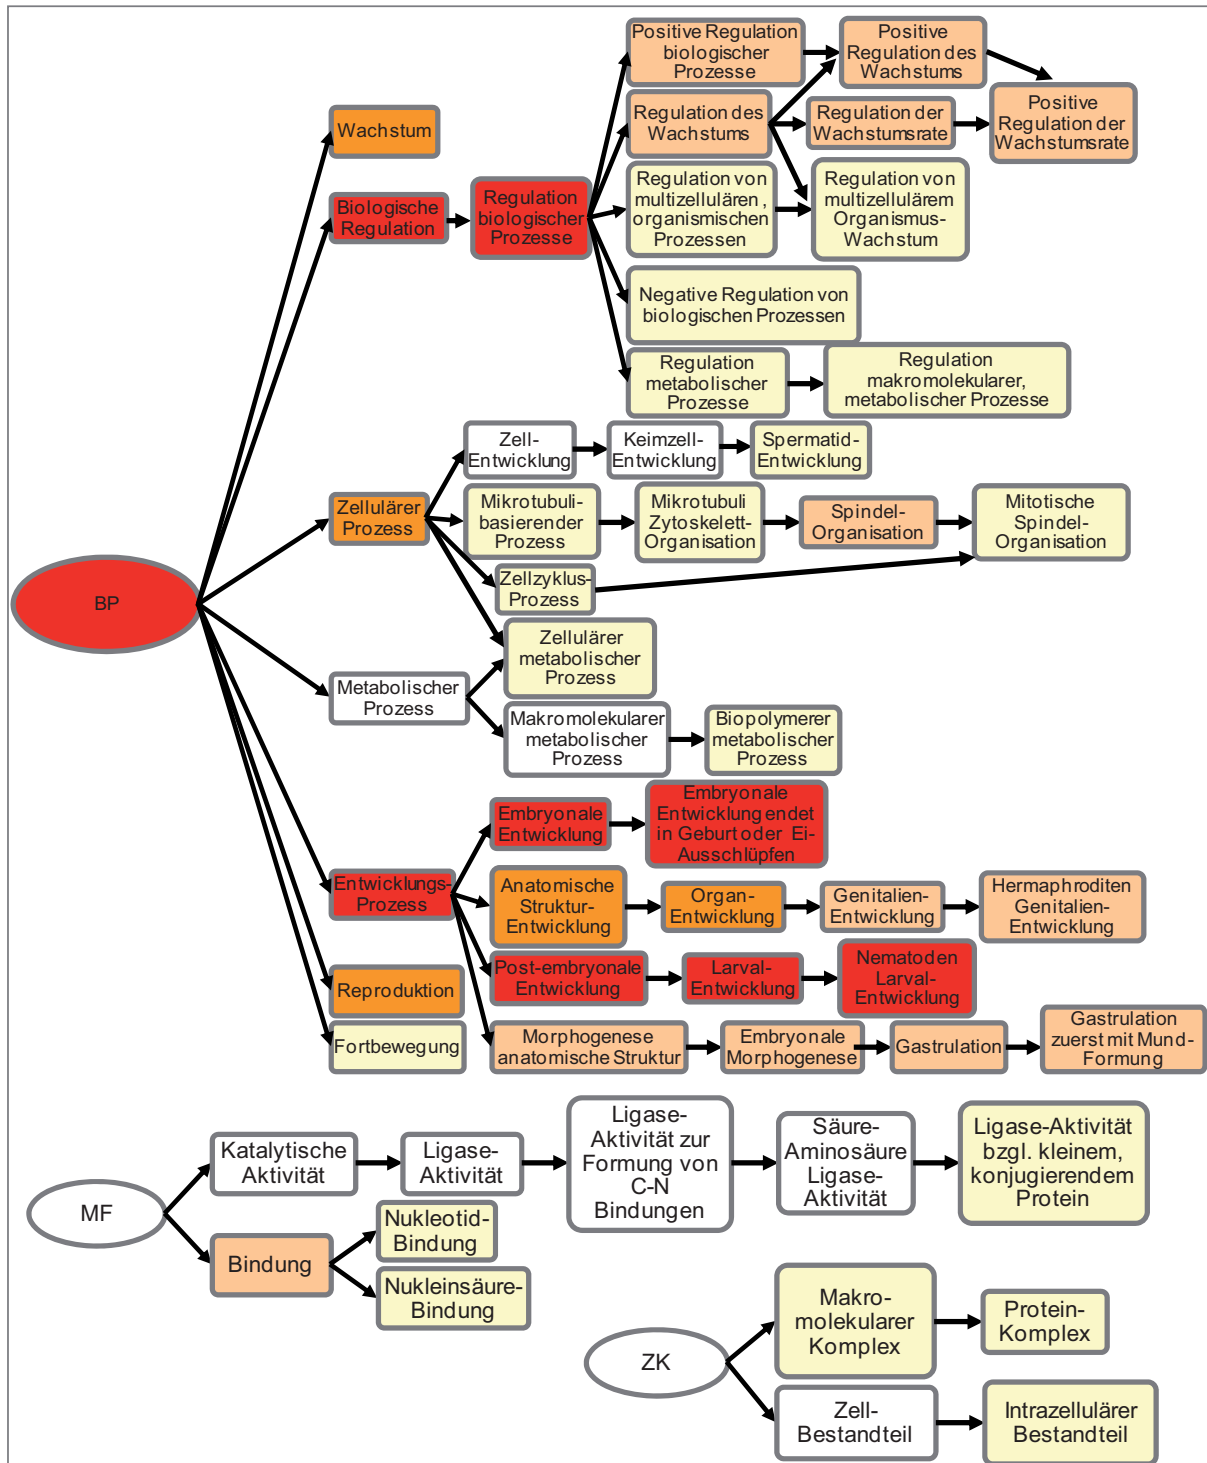 Positive Regulation
biologischer
Prozesse
Positive
Regulation des
Wachstums
Wachstum
Regulation des
Wachstums
Regulation der
Wachstumsrate
Positive
Regulation der
Wachstumsrate
Biologische
Regulation
Regulation
biologischer
Prozesse
Regulation von
multizellulären,
organismischen
Prozessen
Regulation von
multizellulärem
Organismus-
Wachstum
Negative Regulation von
biologischen Prozessen
Regulation
metabolischer
Prozesse
Regulation
makromolekularer,
metabolischer Prozesse
Zell-
Entwicklung
Keimzell-
Entwicklung
Spermatid-
Entwicklung
Zellulärer
Prozess
Mikrotubuli-
basierender
Prozess
Mikrotubuli
Zytoskelett-
Organisation
Spindel-
Organisation
Mitotische
Spindel-
Organisation
Zellzyklus-
Prozess
BP
Zellulärer
metabolischer
Prozess
Metabolischer
Prozess
Makromolekularer
metabolischer
Prozess
Biopolymerer
metabolischer
Prozess
Embryonale
Entwicklung
Embryonale
Entwicklung endet
in Geburt oder Ei-
Ausschlüpfen
Entwicklungs-
Prozess
Anatomische
Struktur-
Entwicklung
Organ-
Entwicklung
Genitalien-
Entwicklung
Hermaphroditen
Genitalien-
Entwicklung
Post-embryonale
Entwicklung
Larval-
Entwicklung
Nematoden
Larval-
Entwicklung
Reproduktion
Fortbewegung
Morphogenese
anatomische Struktur
Embryonale
Morphogenese
Gastrulation
Gastrulation
zuerst mit Mund-
Formung
MF
Katalytische
Aktivität
Ligase-
Aktivität
Ligase-
Aktivität zur
Formung von
C-N
Bindungen
Säure-
Aminosäure
Ligase-
Aktivität
Ligase-Aktivität
bzgl. kleinem,
konjugierendem
Protein
Bindung
Nukleotid-
Bindung
Nukleinsäure-
Bindung
ZK
Makro-
molekularer
Komplex
Protein-
Komplex
Zell-
Bestandteil
Intrazellulärer
Bestandteil